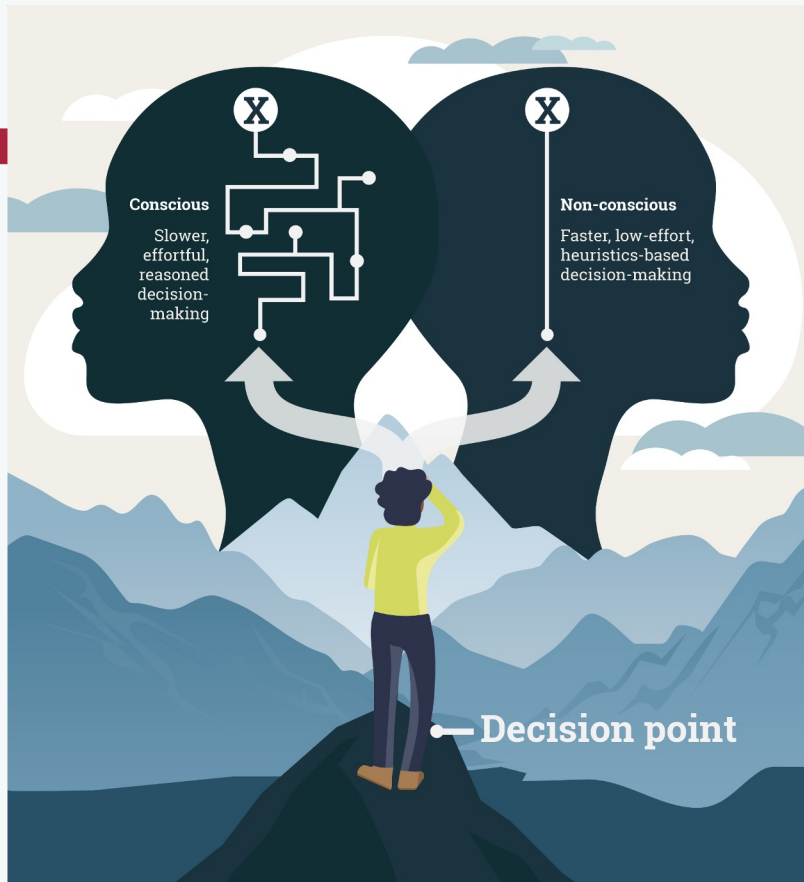 X
Conscious
Slower,
effortful,
reasoned
decision-
making
X
Non-conscious
Faster, low-effort,
heuristics-based
decision-making
Decision point